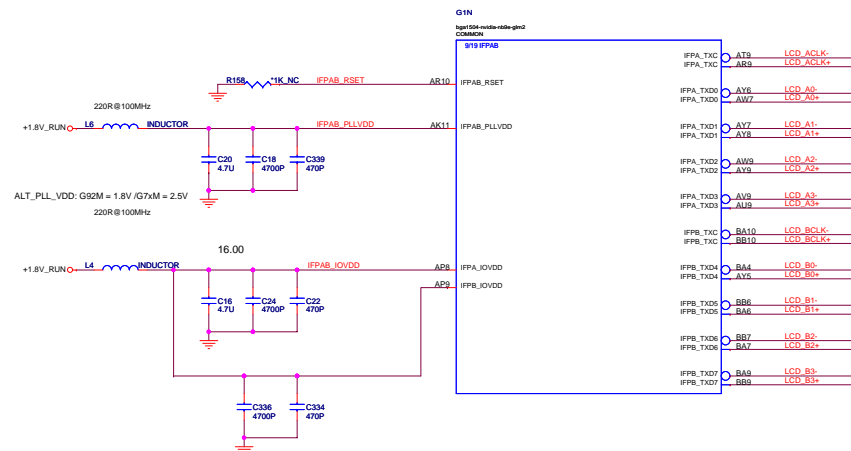 G1N
bga1504-nvidia-nb9e-glm2
COMMON
9/19 IFPAB
R158 *1K_NC IFPAB_RSET AR10 IFPAB_RSET
220R@100MHz
+1.8V_RUN L6 INDUCTOR IFPAB_PLLVDD AK11 IFPAB_PLLVDD
C20 4.7U
C18 4700P
C339 470P
ALT_PLL_VDD: G92M = 1.8V /G7xM = 2.5V
220R@100MHz
16.00
+1.8V_RUN L4 INDUCTOR IFPAB_IOVDD AP8 IFPA_IOVDD
AP9 IFPB_IOVDD
C16 4.7U
C24 4700P
C22 470P
C336 4700P
C334 470P
IFPA_TXC AT9 LCD_ACLK-
IFPA_TXC AR9 LCD_ACLK+
IFPA_TXD0 AY6 LCD_A0-
IFPA_TXD0 AW7 LCD_A0+
IFPA_TXD1 AY7 LCD_A1-
IFPA_TXD1 AY8 LCD_A1+
IFPA_TXD2 AW9 LCD_A2-
IFPA_TXD2 AY9 LCD_A2+
IFPA_TXD3 AV9 LCD_A3-
IFPA_TXD3 AU9 LCD_A3+
IFPB_TXC BA10 LCD_BCLK-
IFPB_TXC BB10 LCD_BCLK+
IFPB_TXD4 BA4 LCD_B0-
IFPB_TXD4 AY5 LCD_B0+
IFPB_TXD5 BB6 LCD_B1-
IFPB_TXD5 BA6 LCD_B1+
IFPB_TXD6 BB7 LCD_B2-
IFPB_TXD6 BA7 LCD_B2+
IFPB_TXD7 BA9 LCD_B3-
IFPB_TXD7 BB9 LCD_B3+